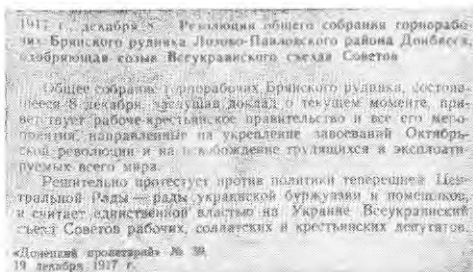 1917 г., декабря 8. Резолюция общего собрания горнорабо-
чих Брянского рудника Лозово-Павловского района Донбасса,
одобряющая созыв Всеукраинского съезда Советов
Общее собрание горнорабочих Брянского рудника, состояв-
шееся 8 декабря, заслушав доклад о текущем моменте, при-
ветствует рабоче-крестьянское правительство и все его меро-
приятия, направленные на укрепление завоеваний Октябрь-
ской революции и на освобождение трудящихся и эксплоати-
руемых всего мира.
Решительно протестует против политики теперешней Цен-
тральной Рады — рады украинской буржуазии и помещиков,
и считает единственной властью на Украине Всеукраинский
съезд Советов рабочих, солдатских и крестьянских депутатов.
«Донецкий пролетарий» № 39,
19 декабря 1917 г.